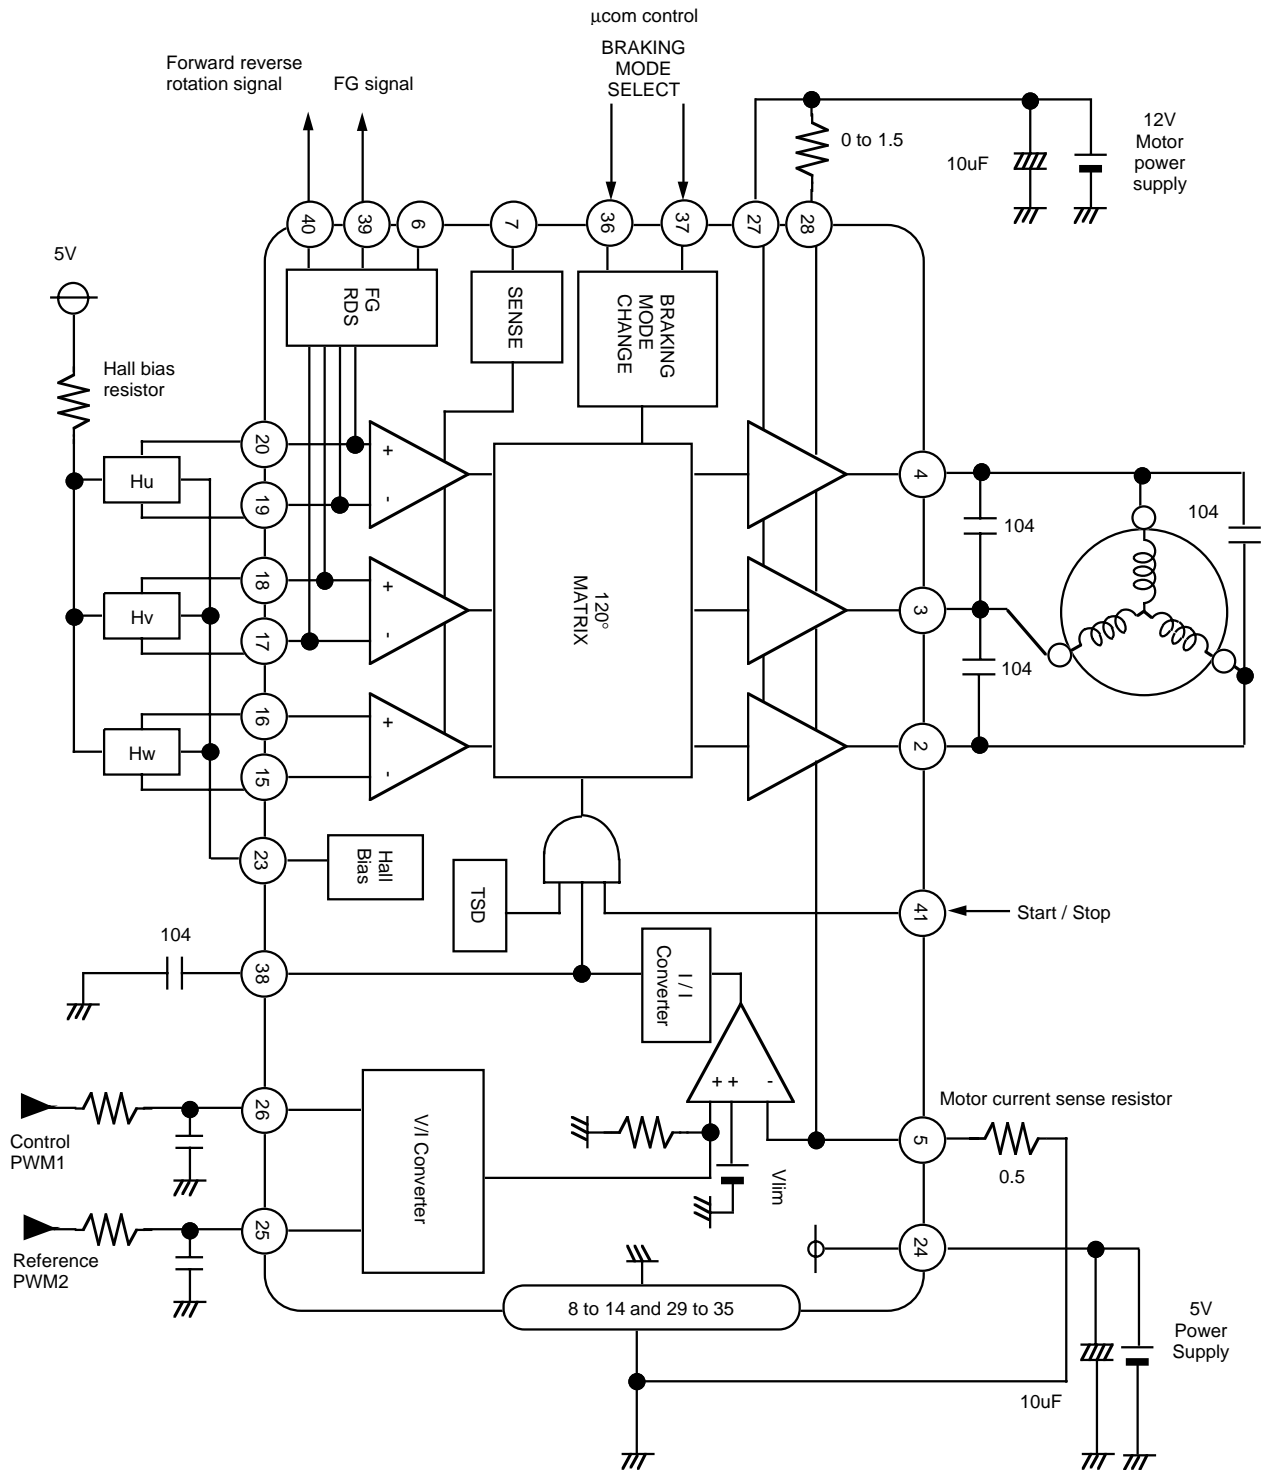 µcom control
BRAKING
MODE
SELECT
Forward reverse
rotation signal
FG signal
0 to 1.5
10uF
12V
Motor
power
supply
40
39
6
7
36
37
27
28
5V
FG
RDS
SENSE
BRAKING
MODE
CHANGE
Hall bias
resistor
20
+
Hu
19
-
4
104
104
18
+
Hv
17
-
120°
MATRIX
3
104
16
+
Hw
15
-
2
23
Hall
Bias
TSD
41
Start / Stop
104
38
I / I
Converter
+ +
-
Control
PWM1
26
V/I Converter
Vlim
5
Motor current sense resistor
0.5
Reference
PWM2
25
24
8 to 14 and 29 to 35
5V
Power
Supply
10uF